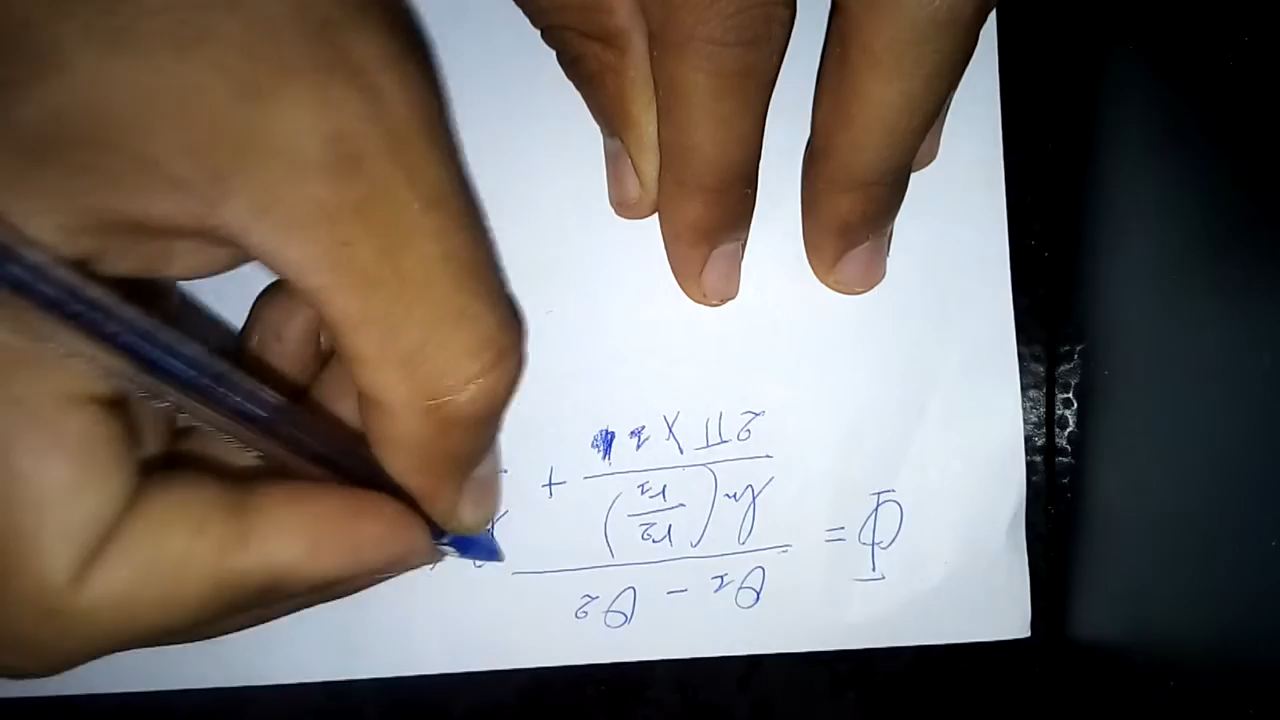 θ₁ - θ₂
Φ =
ln(r₂/r₁) +
2π X